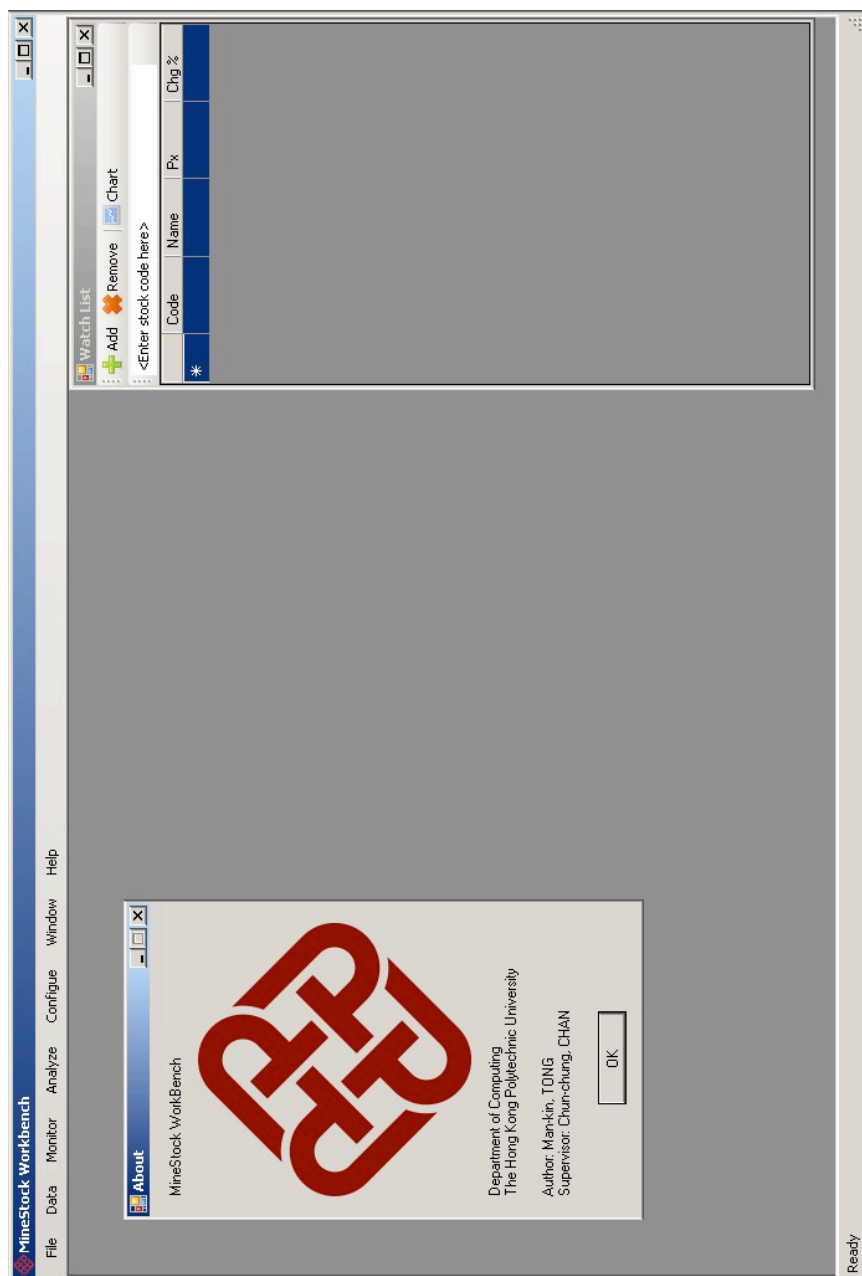 MineStock Workbench
File Data Monitor Analyze Configue Window Help
About
MineStock WorkBench
Department of Computing
The Hong Kong Polytechnic University
Author: Man-kin, TONG
Supervisor: Chun-chung, CHAN
OK
Watch List
Add Remove Chart
<Enter stock code here>
Code Name Px Chg %
*
Ready